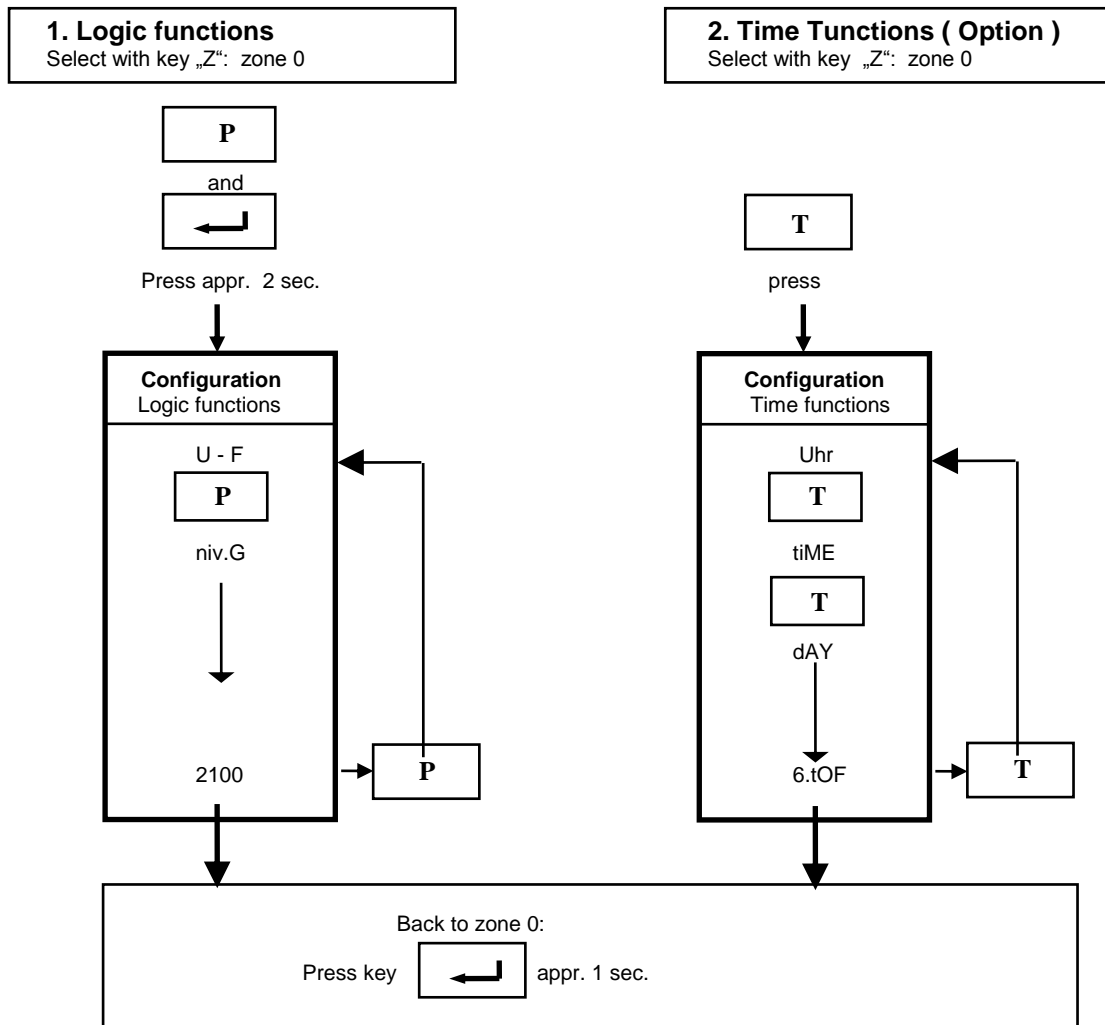 1. Logic functions
Select with key „Z“: zone 0
P
and
Press appr. 2 sec.
Configuration
Logic functions
U - F
P
niv.G
2100
P
2. Time Tunctions ( Option )
Select with key „Z“: zone 0
T
press
Configuration
Time functions
Uhr
T
tiME
T
dAY
6.tOF
T
Back to zone 0:
Press key appr. 1 sec.